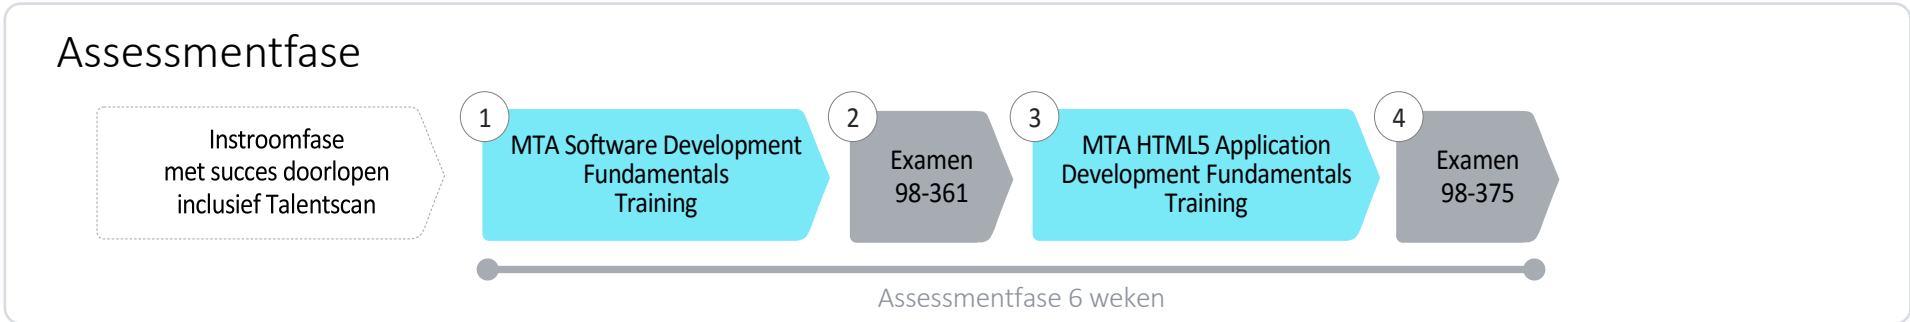 Assessmentfase
Instroomfase
met succes doorlopen
inclusief Talentscan
1
MTA Software Development
Fundamentals
Training
2
Examen
98-361
3
MTA HTML5 Application
Development Fundamentals
Training
4
Examen
98-375
Assessmentfase 6 weken